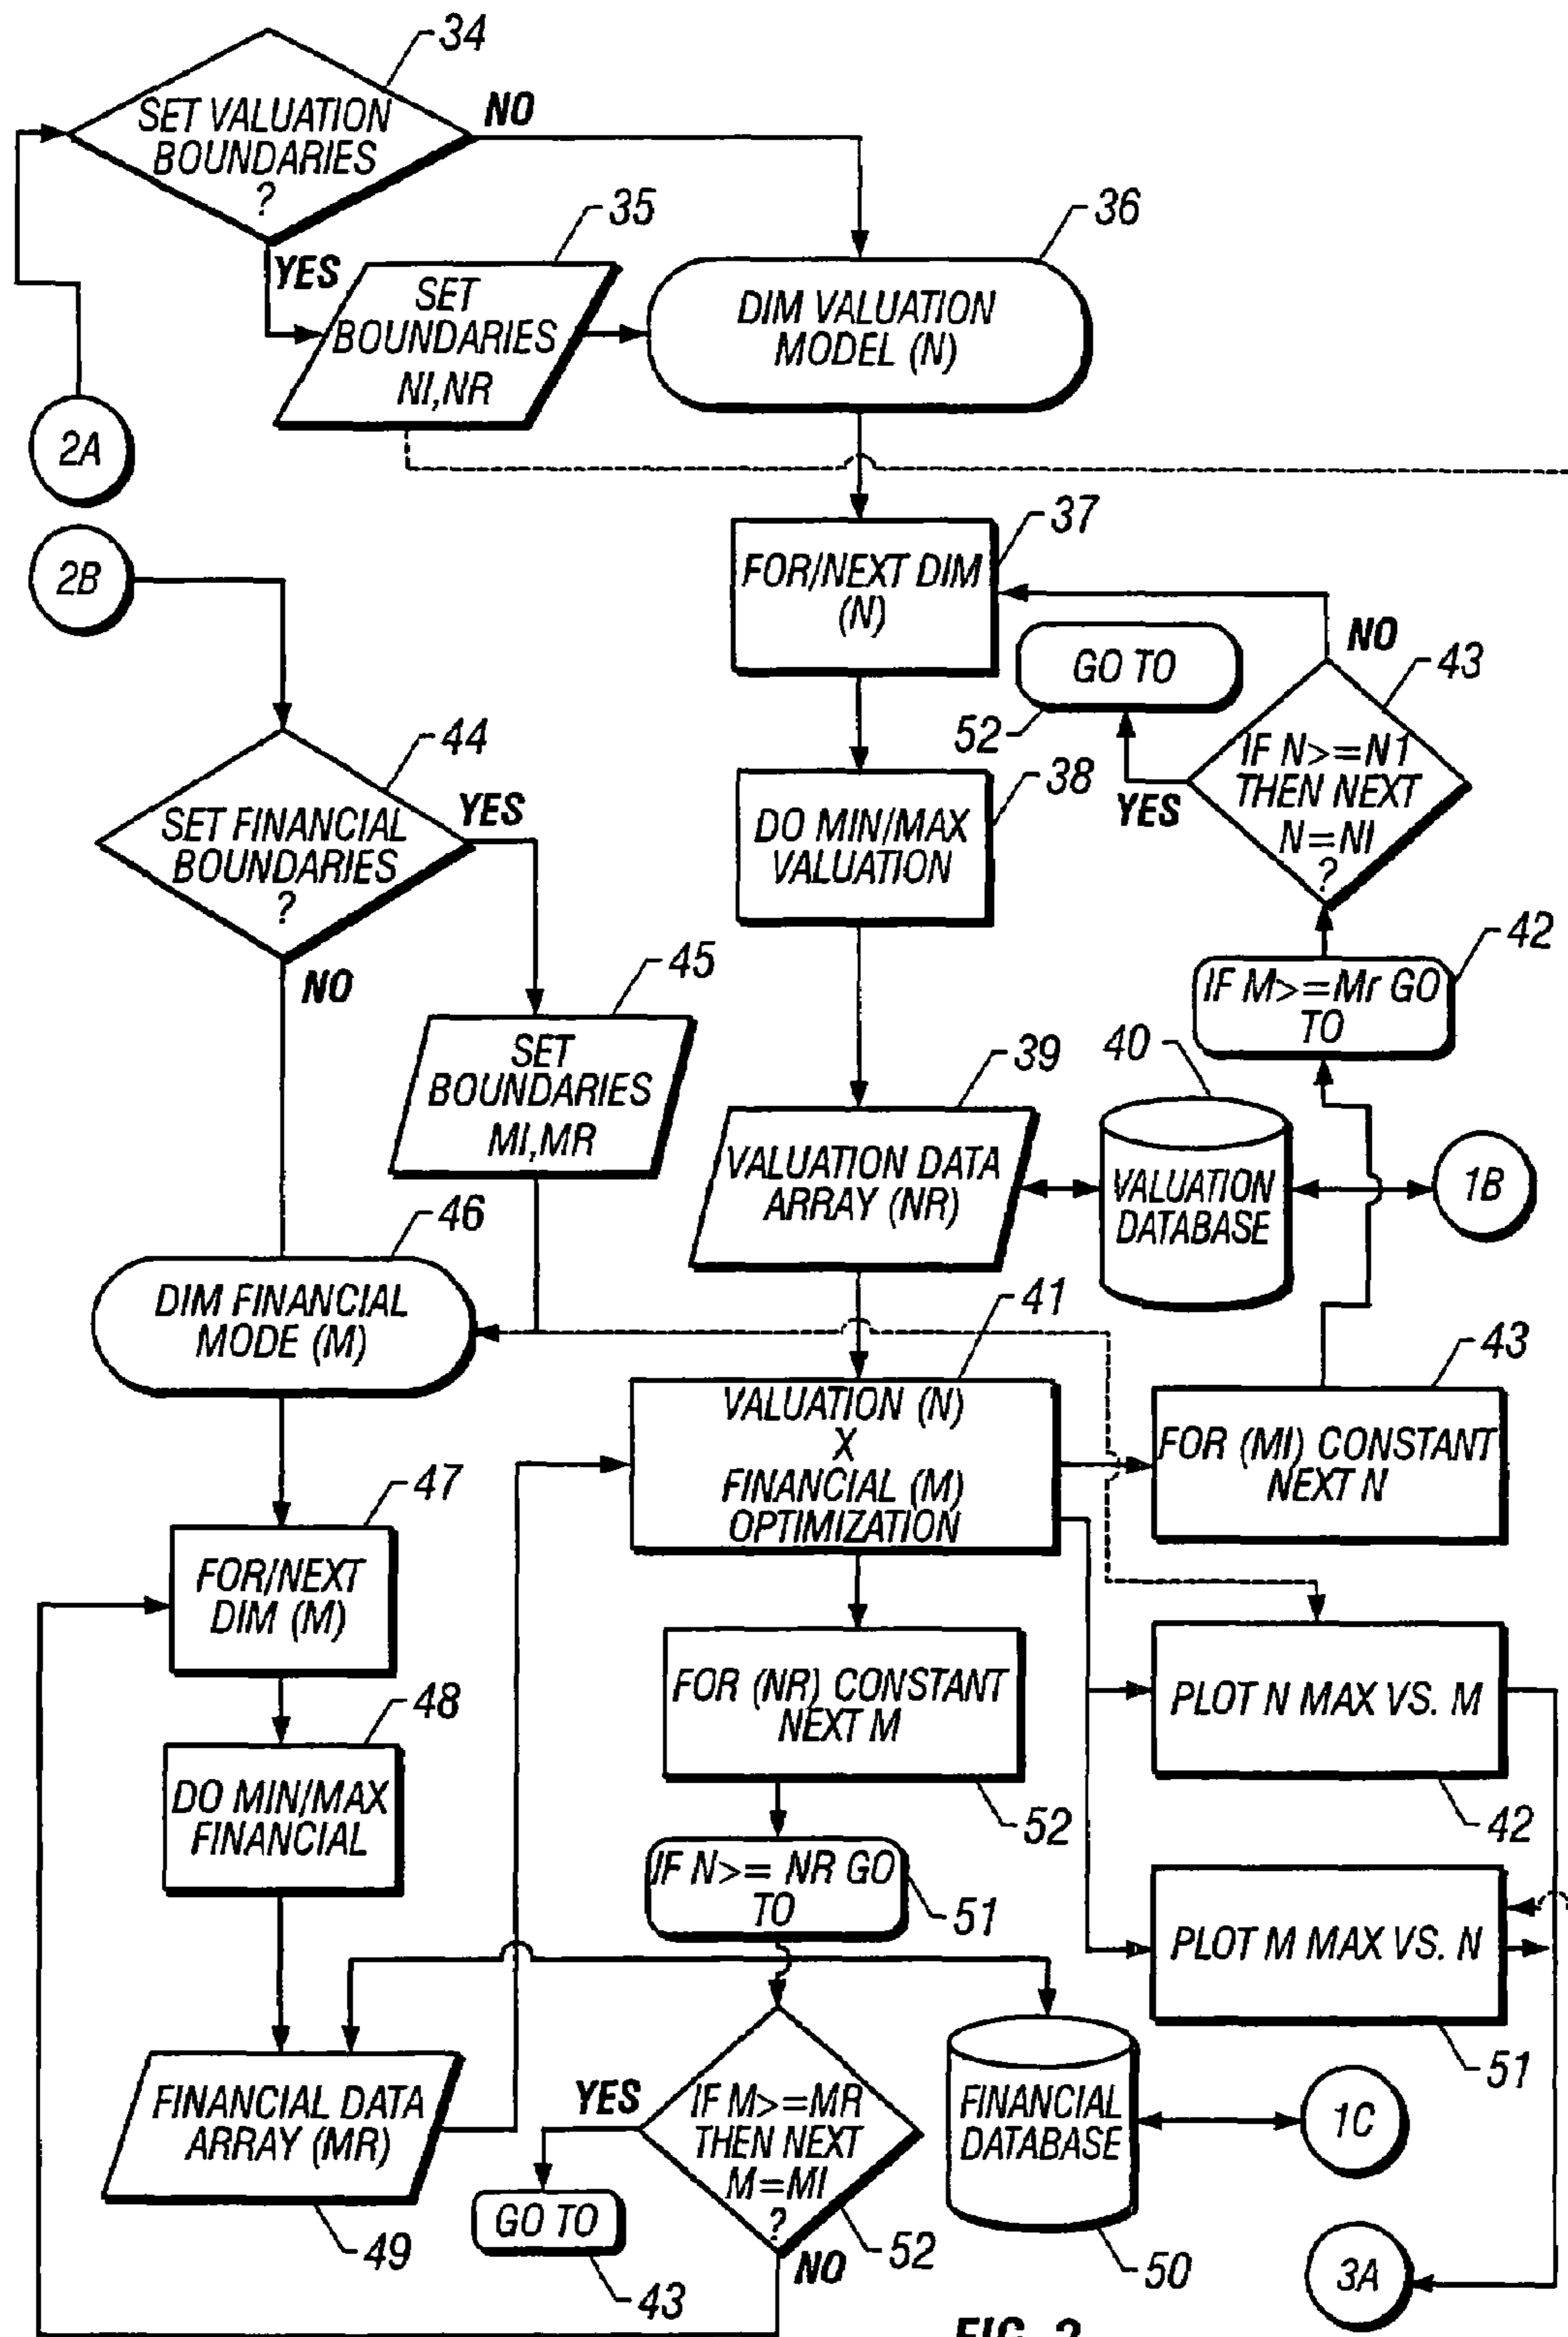 34
SET VALUATION
BOUNDARIES
?
NO
YES
35
SET
BOUNDARIES
NI,NR
36
DIM VALUATION
MODEL (N)
2A
2B
37
FOR/NEXT DIM
(N)
GO TO
52
NO
43
IF N>=N1
THEN NEXT
N=NI
?
YES
38
DO MIN/MAX
VALUATION
44
SET FINANCIAL
BOUNDARIES
?
YES
NO
42
IF M>=Mr GO
TO
45
SET
BOUNDARIES
MI,MR
39
VALUATION DATA
ARRAY (NR)
40
VALUATION
DATABASE
1B
46
DIM FINANCIAL
MODE (M)
41
VALUATION (N)
X
FINANCIAL (M)
OPTIMIZATION
43
FOR (MI) CONSTANT
NEXT N
47
FOR/NEXT
DIM (M)
FOR (NR) CONSTANT
NEXT M
52
PLOT N MAX VS. M
42
48
DO MIN/MAX
FINANCIAL
IF N>= NR GO
TO
51
PLOT M MAX VS. N
51
FINANCIAL DATA
ARRAY (MR)
49
YES
IF M>=MR
THEN NEXT
M=MI
?
52
NO
GO TO
43
FINANCIAL
DATABASE
50
1C
3A
FIG. 2